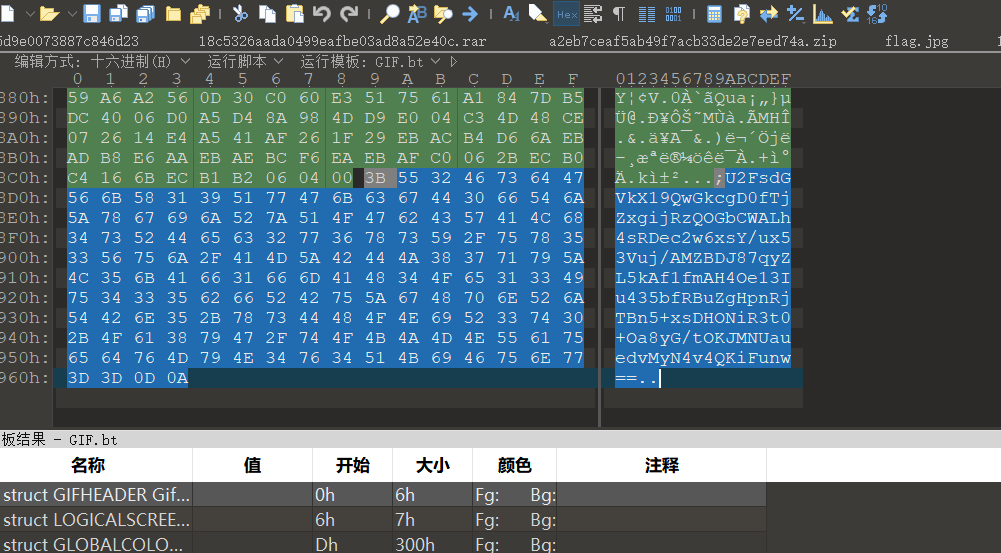 5d9e0073887c846d23 18c5326aada0499eafbe03ad8a52e40c.rar a2eb7ceaf5ab49f7acb33de2e7eed74a.zip flag.jpg
编辑方式: 十六进制(H) 运行脚本 运行模板: GIF.bt
0 1 2 3 4 5 6 7 8 9 A B C D E F 0123456789ABCDEF
880h: 59 A6 A2 56 0D 30 C0 60 E3 51 75 61 A1 84 7D B5 Y¦¢V.0À`ãQua¡„}µ
890h: DC 40 06 D0 A5 D4 8A 98 4D D9 E0 04 C3 4D 48 CE Ü@.Ð¥ÔŠ˜MÙà.ÃMHÎ
8A0h: 07 26 14 E4 A5 41 AF 26 1F 29 EB AC B4 D6 6A EB .&.ä¥A¯&.)ë¬´Öjë
8B0h: AD B8 E6 AA EB AE BC F6 EA EB AF C0 06 2B EC B0 -¸æªë®¼öêë¯À.+ì°
8C0h: C4 16 6B EC B1 B2 06 04 00 3B 55 32 46 73 64 47 Ä.kì±²...;U2FsdG
8D0h: 56 6B 58 31 39 51 77 47 6B 63 67 44 30 66 54 6A VkX19QwGkcgD0fTj
8E0h: 5A 78 67 69 6A 52 7A 51 4F 47 62 43 57 41 4C 68 ZxgijRzQOGbCWALh
8F0h: 34 73 52 44 65 63 32 77 36 78 73 59 2F 75 78 35 4sRDec2w6xsY/ux5
900h: 33 56 75 6A 2F 41 4D 5A 42 44 4A 38 37 71 79 5A 3Vuj/AMZBDJ87qyZ
910h: 4C 35 6B 41 66 31 66 6D 41 48 34 4F 65 31 33 49 L5kAf1fmAH4Oe13I
920h: 75 34 33 35 62 66 52 42 75 5A 67 48 70 6E 52 6A u435bfRBuZgHpnRj
930h: 54 42 6E 35 2B 78 73 44 48 4F 4E 69 52 33 74 30 TBn5+xsDHONiR3t0
940h: 2B 4F 61 38 79 47 2F 74 4F 4B 4A 4D 4E 55 61 75 +Oa8yG/tOKJMNUau
950h: 65 64 76 4D 79 4E 34 76 34 51 4B 69 46 75 6E 77 edvMyN4v4QKiFunw
960h: 3D 3D 0D 0A ==..
板结果 - GIF.bt
名称 值 开始 大小 颜色 注释
struct GIFHEADER Gif... 0h 6h Fg: Bg:
struct LOGICALSCREE... 6h 7h Fg: Bg:
struct GLOBALCOLO... Dh 300h Fg: Bg: